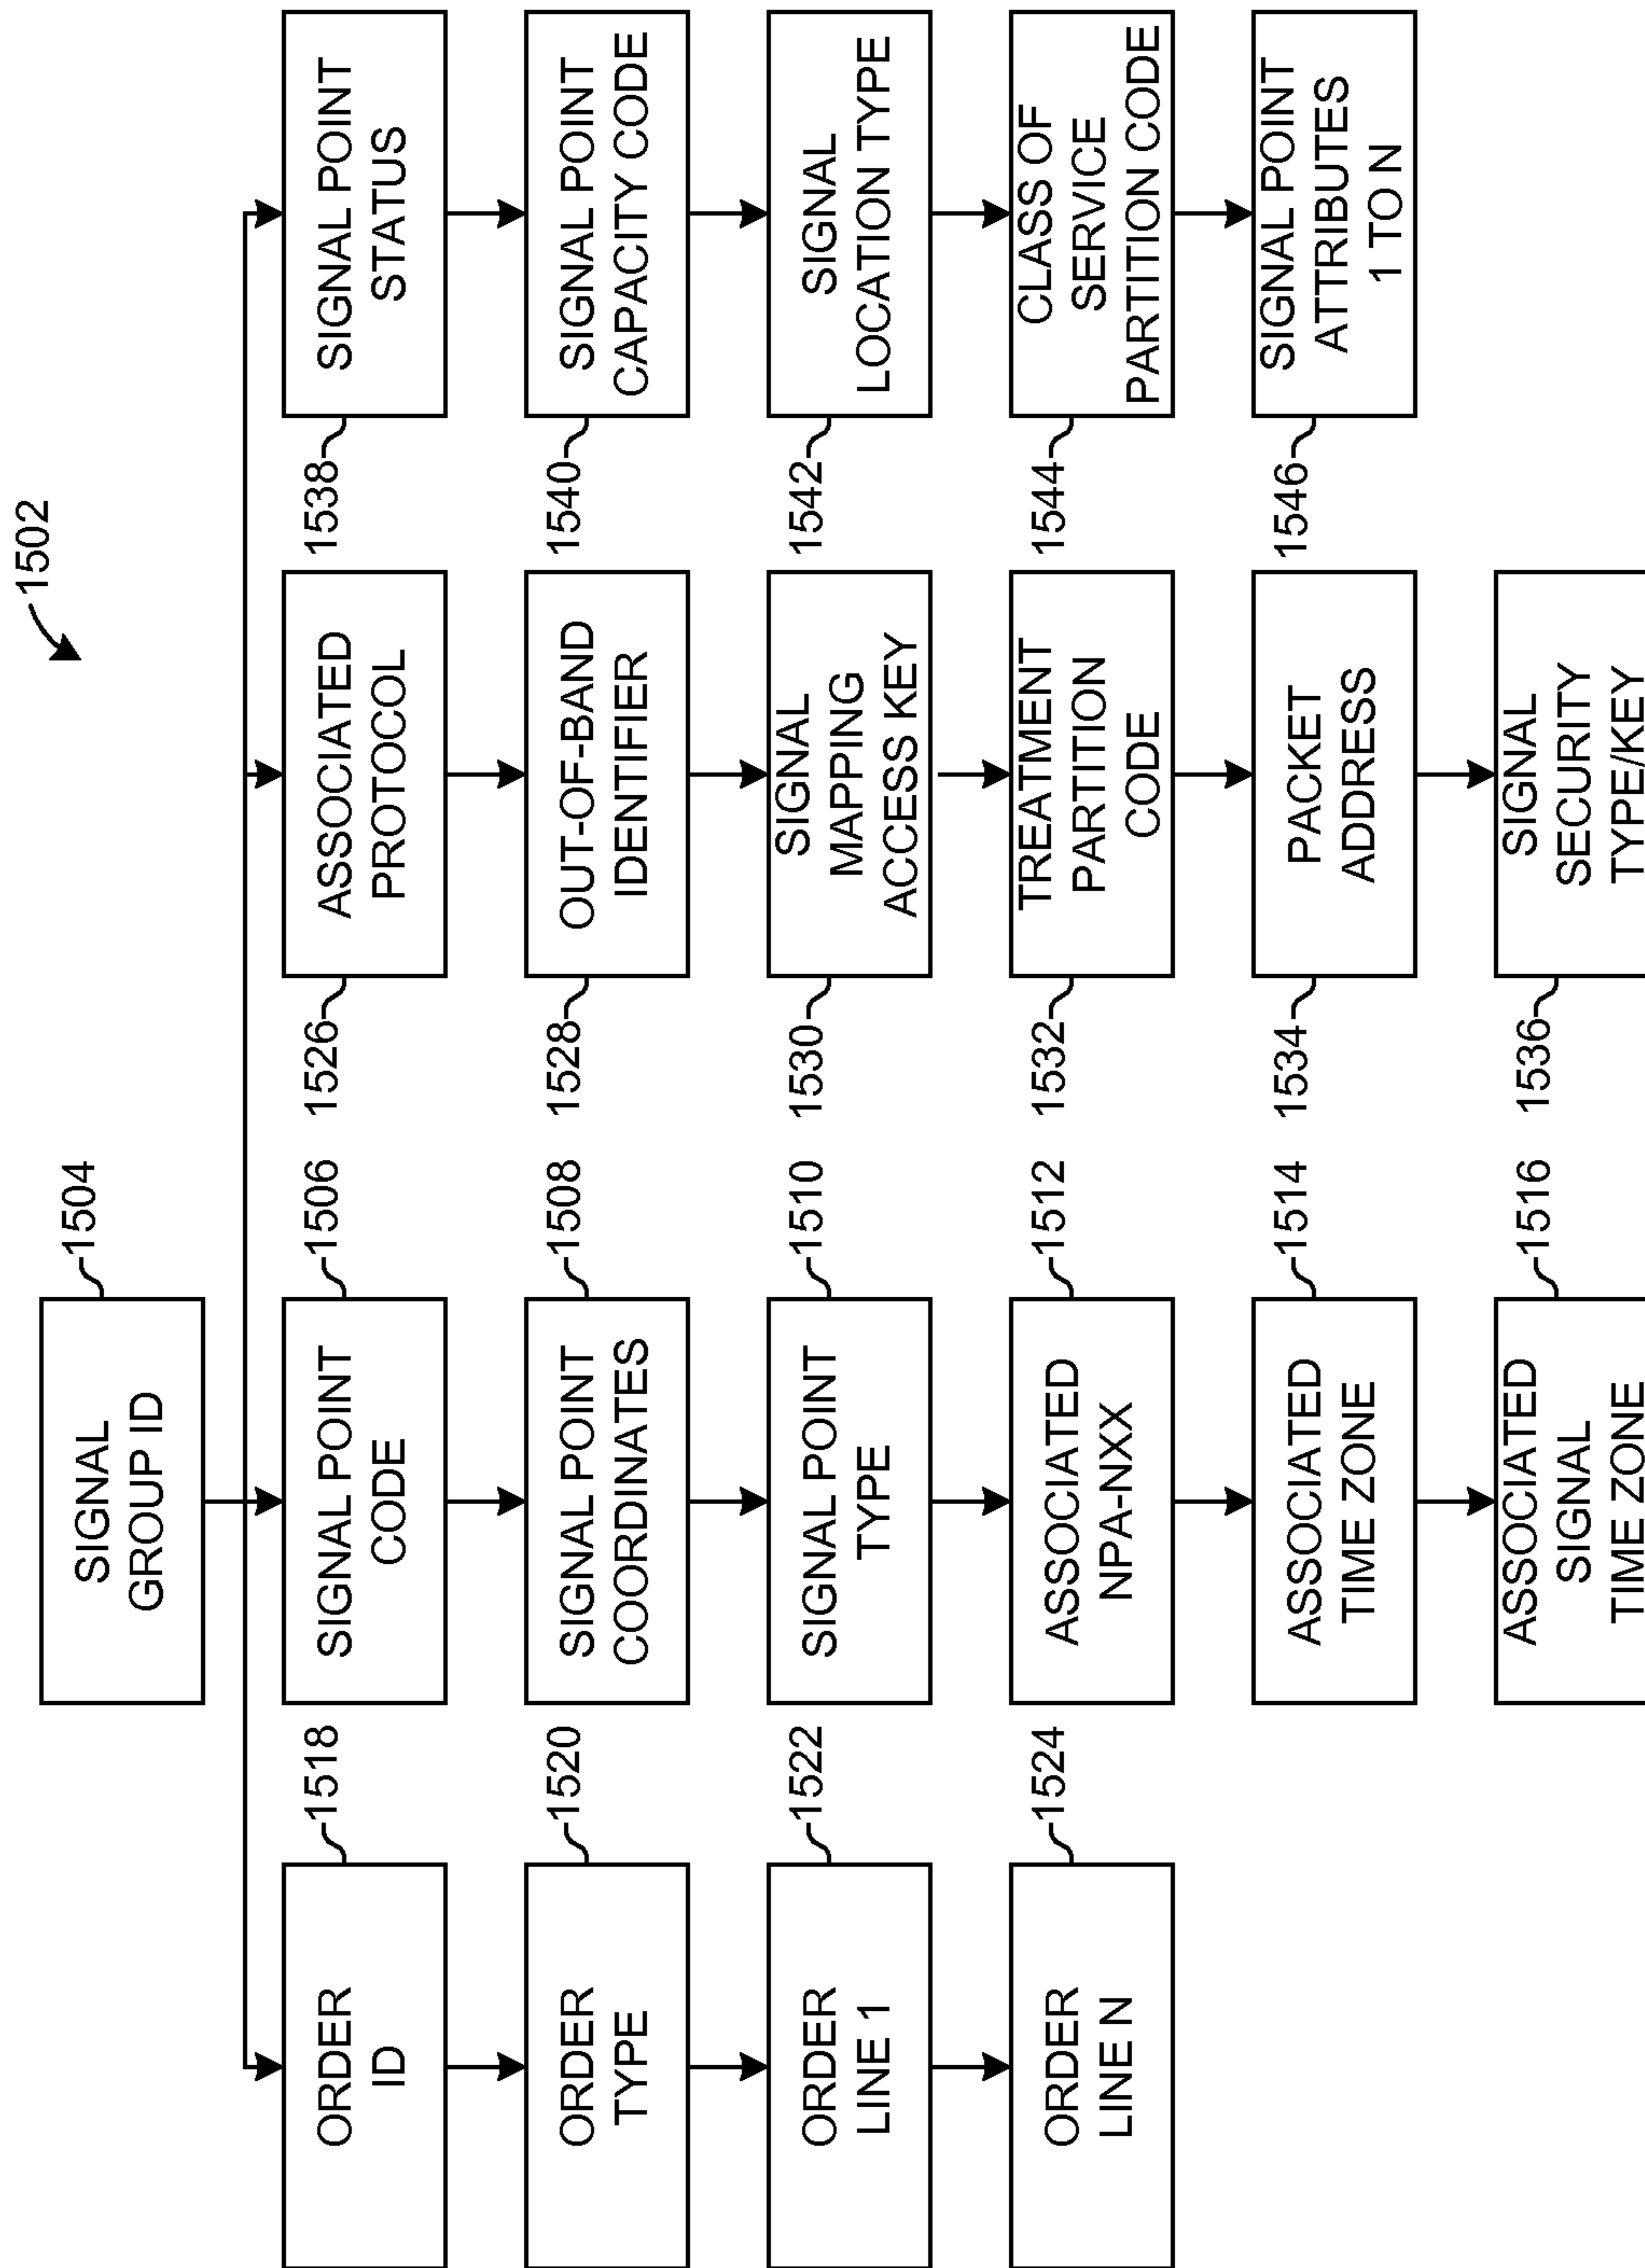 1502
SIGNAL
GROUP ID
1504
ORDER
ID
1518
ORDER
TYPE
1520
ORDER
LINE 1
1522
ORDER
LINE N
1524
SIGNAL POINT
CODE
1506
SIGNAL POINT
COORDINATES
1508
SIGNAL POINT
TYPE
1510
ASSOCIATED
NPA-NXX
1512
ASSOCIATED
TIME ZONE
1514
ASSOCIATED
SIGNAL
TIME ZONE
1516
ASSOCIATED
PROTOCOL
1526
OUT-OF-BAND
IDENTIFIER
1528
SIGNAL
MAPPING
ACCESS KEY
1530
TREATMENT
PARTITION
CODE
1532
PACKET
ADDRESS
1534
SIGNAL
SECURITY
TYPE/KEY
1536
SIGNAL POINT
STATUS
1538
SIGNAL POINT
CAPACITY CODE
1540
SIGNAL
LOCATION TYPE
1542
CLASS OF
SERVICE
PARTITION CODE
1544
SIGNAL POINT
ATTRIBUTES
1 TO N
1546